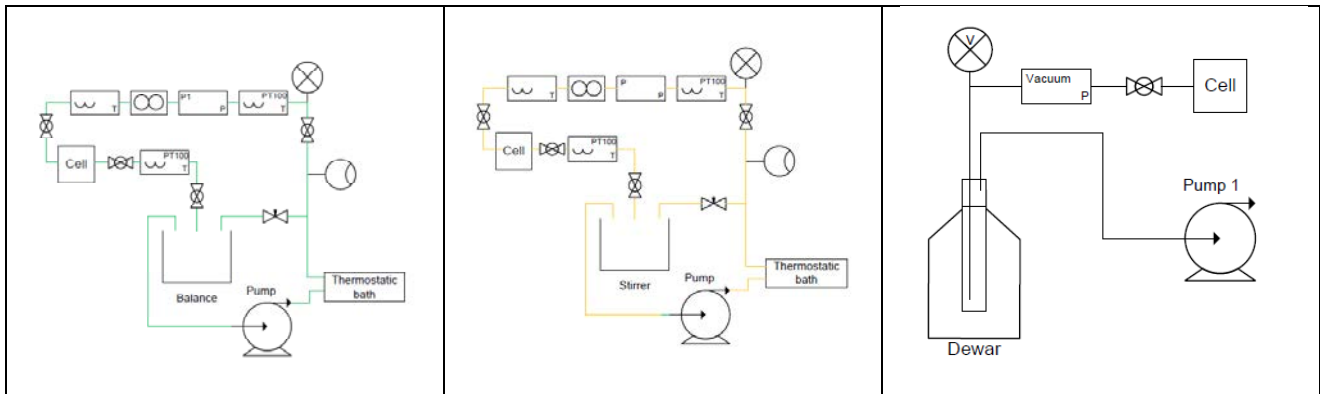 PT100
T
PT
P
T
PT100
T
Cell
Balance
Pump
Thermostatic
bath
PT100
T
P
P
T
PT100
T
Cell
Stirrer
Pump
Thermostatic
bath
V
Vacuum
P
Cell
Pump 1
Dewar